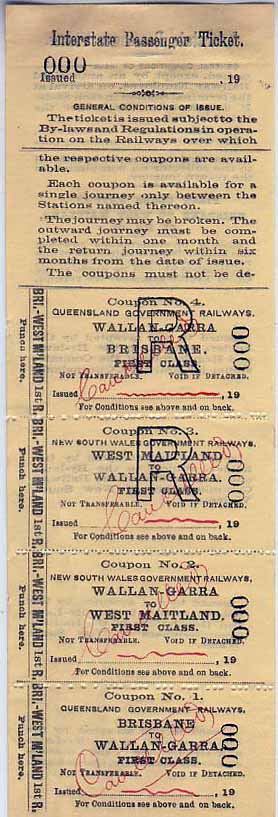 Interstate Passenger Ticket.
000
Issued , 19
GENERAL CONDITIONS OF ISSUE.
The ticket is issued subject to the
By-laws and Regulations in opera-
tion on the Railways over which
the respective coupons are avail-
able.
Each coupon is available for a
single journey only between the
Stations named thereon.
The journey may be broken. The
outward journey must be com-
pleted within one month and
the return journey within six
months from the date of issue.
The coupons must not be de-
Coupon No. 4.
QUEENSLAND GOVERNMENT RAILWAYS.
WALLAN-GARRA
TO
BRISBANE.
FIRST CLASS.
R
000
NOT TRANSFERABLE. VOID IF DETACHED.
Issued , 19
For Conditions see above and on back.
BRI.-WEST M'LAND 1st R.
Punch here.
Coupon No. 3.
NEW SOUTH WALES GOVERNMENT RAILWAYS.
WEST MAITLAND
TO
WALLAN-GARRA.
FIRST CLASS.
R
000
NOT TRANSFERABLE. VOID IF DETACHED.
Issued , 19
For Conditions see above and on back.
BRI.-WEST M'LAND 1st R.
Punch here.
Coupon No. 2.
NEW SOUTH WALES GOVERNMENT RAILWAYS.
WALLAN-GARRA
TO
WEST MAITLAND.
FIRST CLASS.
000
NOT TRANSFERABLE. VOID IF DETACHED.
Issued , 19
For Conditions see above and on back.
BRI.-WEST M'LAND 1st R.
Punch here.
Coupon No. 1.
QUEENSLAND GOVERNMENT RAILWAYS.
BRISBANE
TO
WALLAN-GARRA.
FIRST CLASS.
000
NOT TRANSFERABLE. VOID IF DETACHED.
Issued , 19
For Conditions see above and on back.
BRI.-WEST M'LAND 1st R.
Punch here.